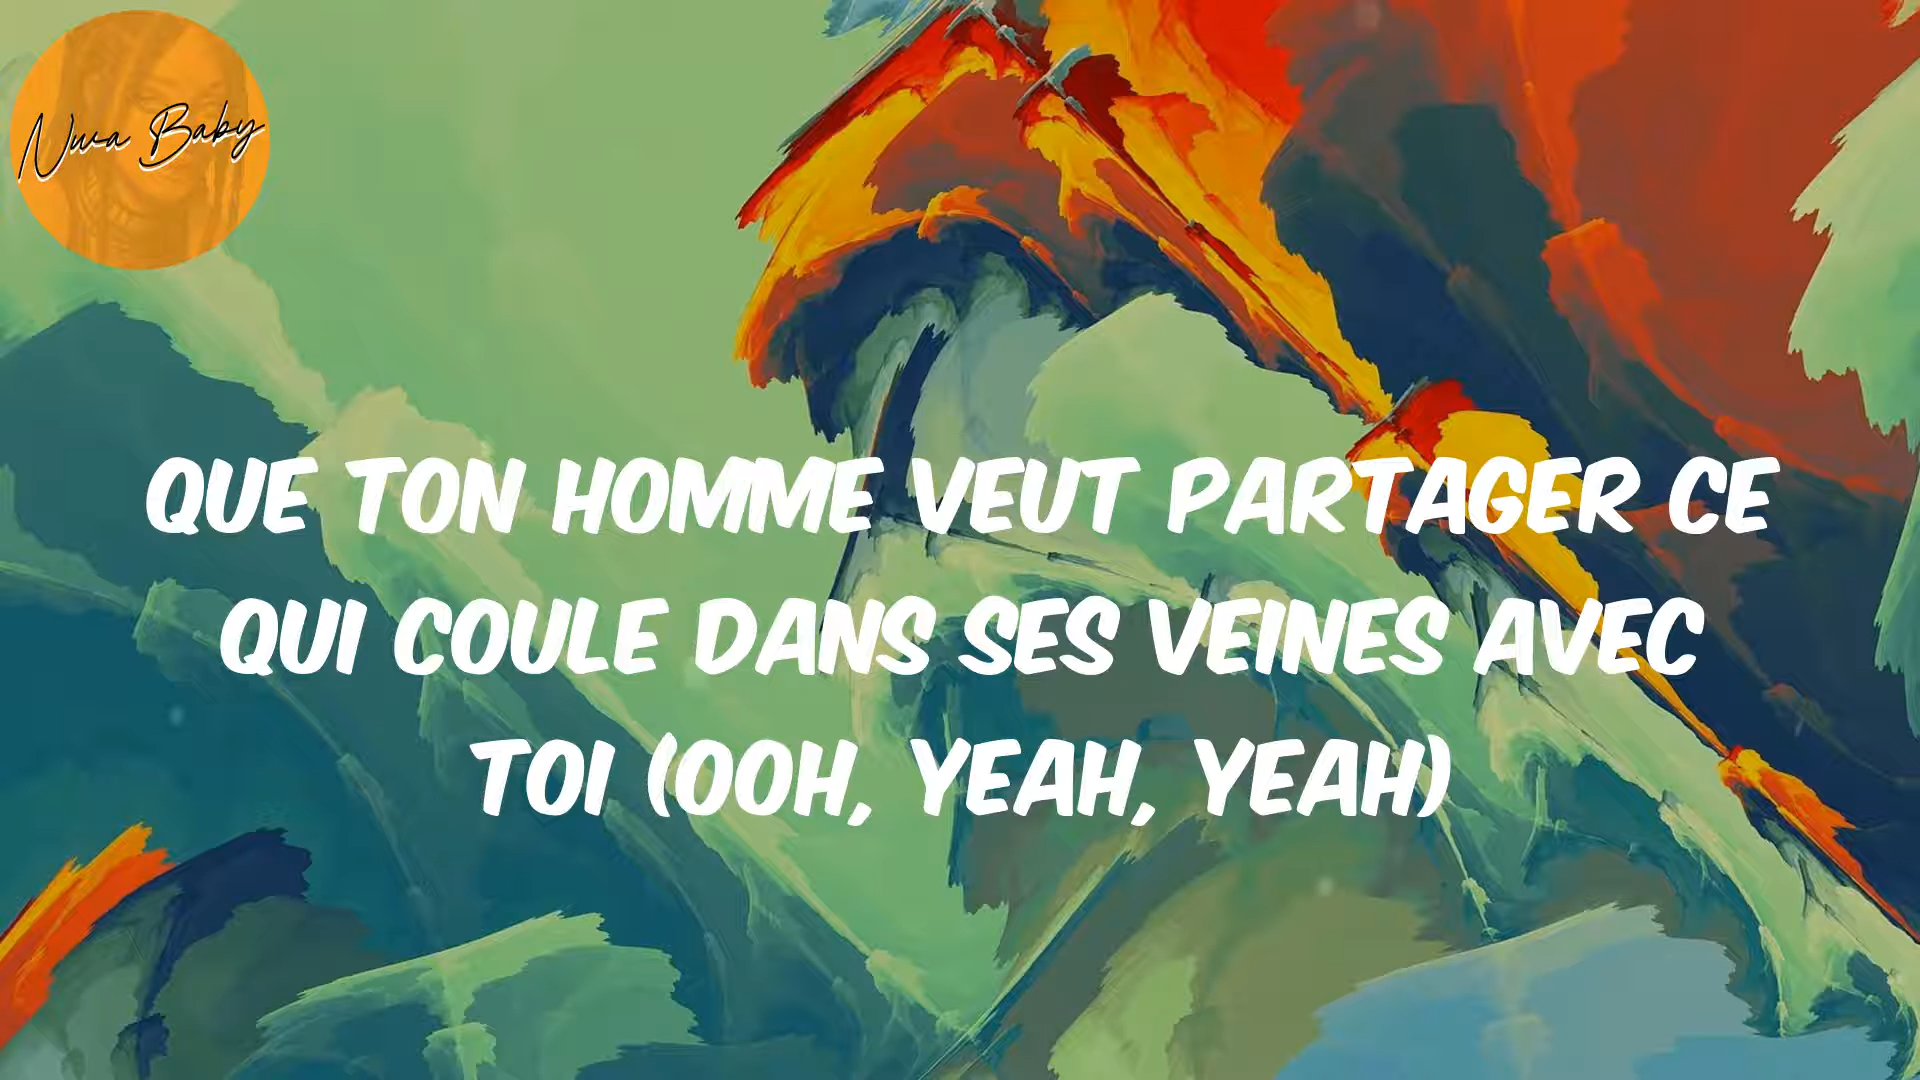 Nwa Baby
QUE TON HOMME VEUT PARTAGER CE
QUI COULE DANS SES VEINES AVEC
TOI (OOH, YEAH, YEAH)